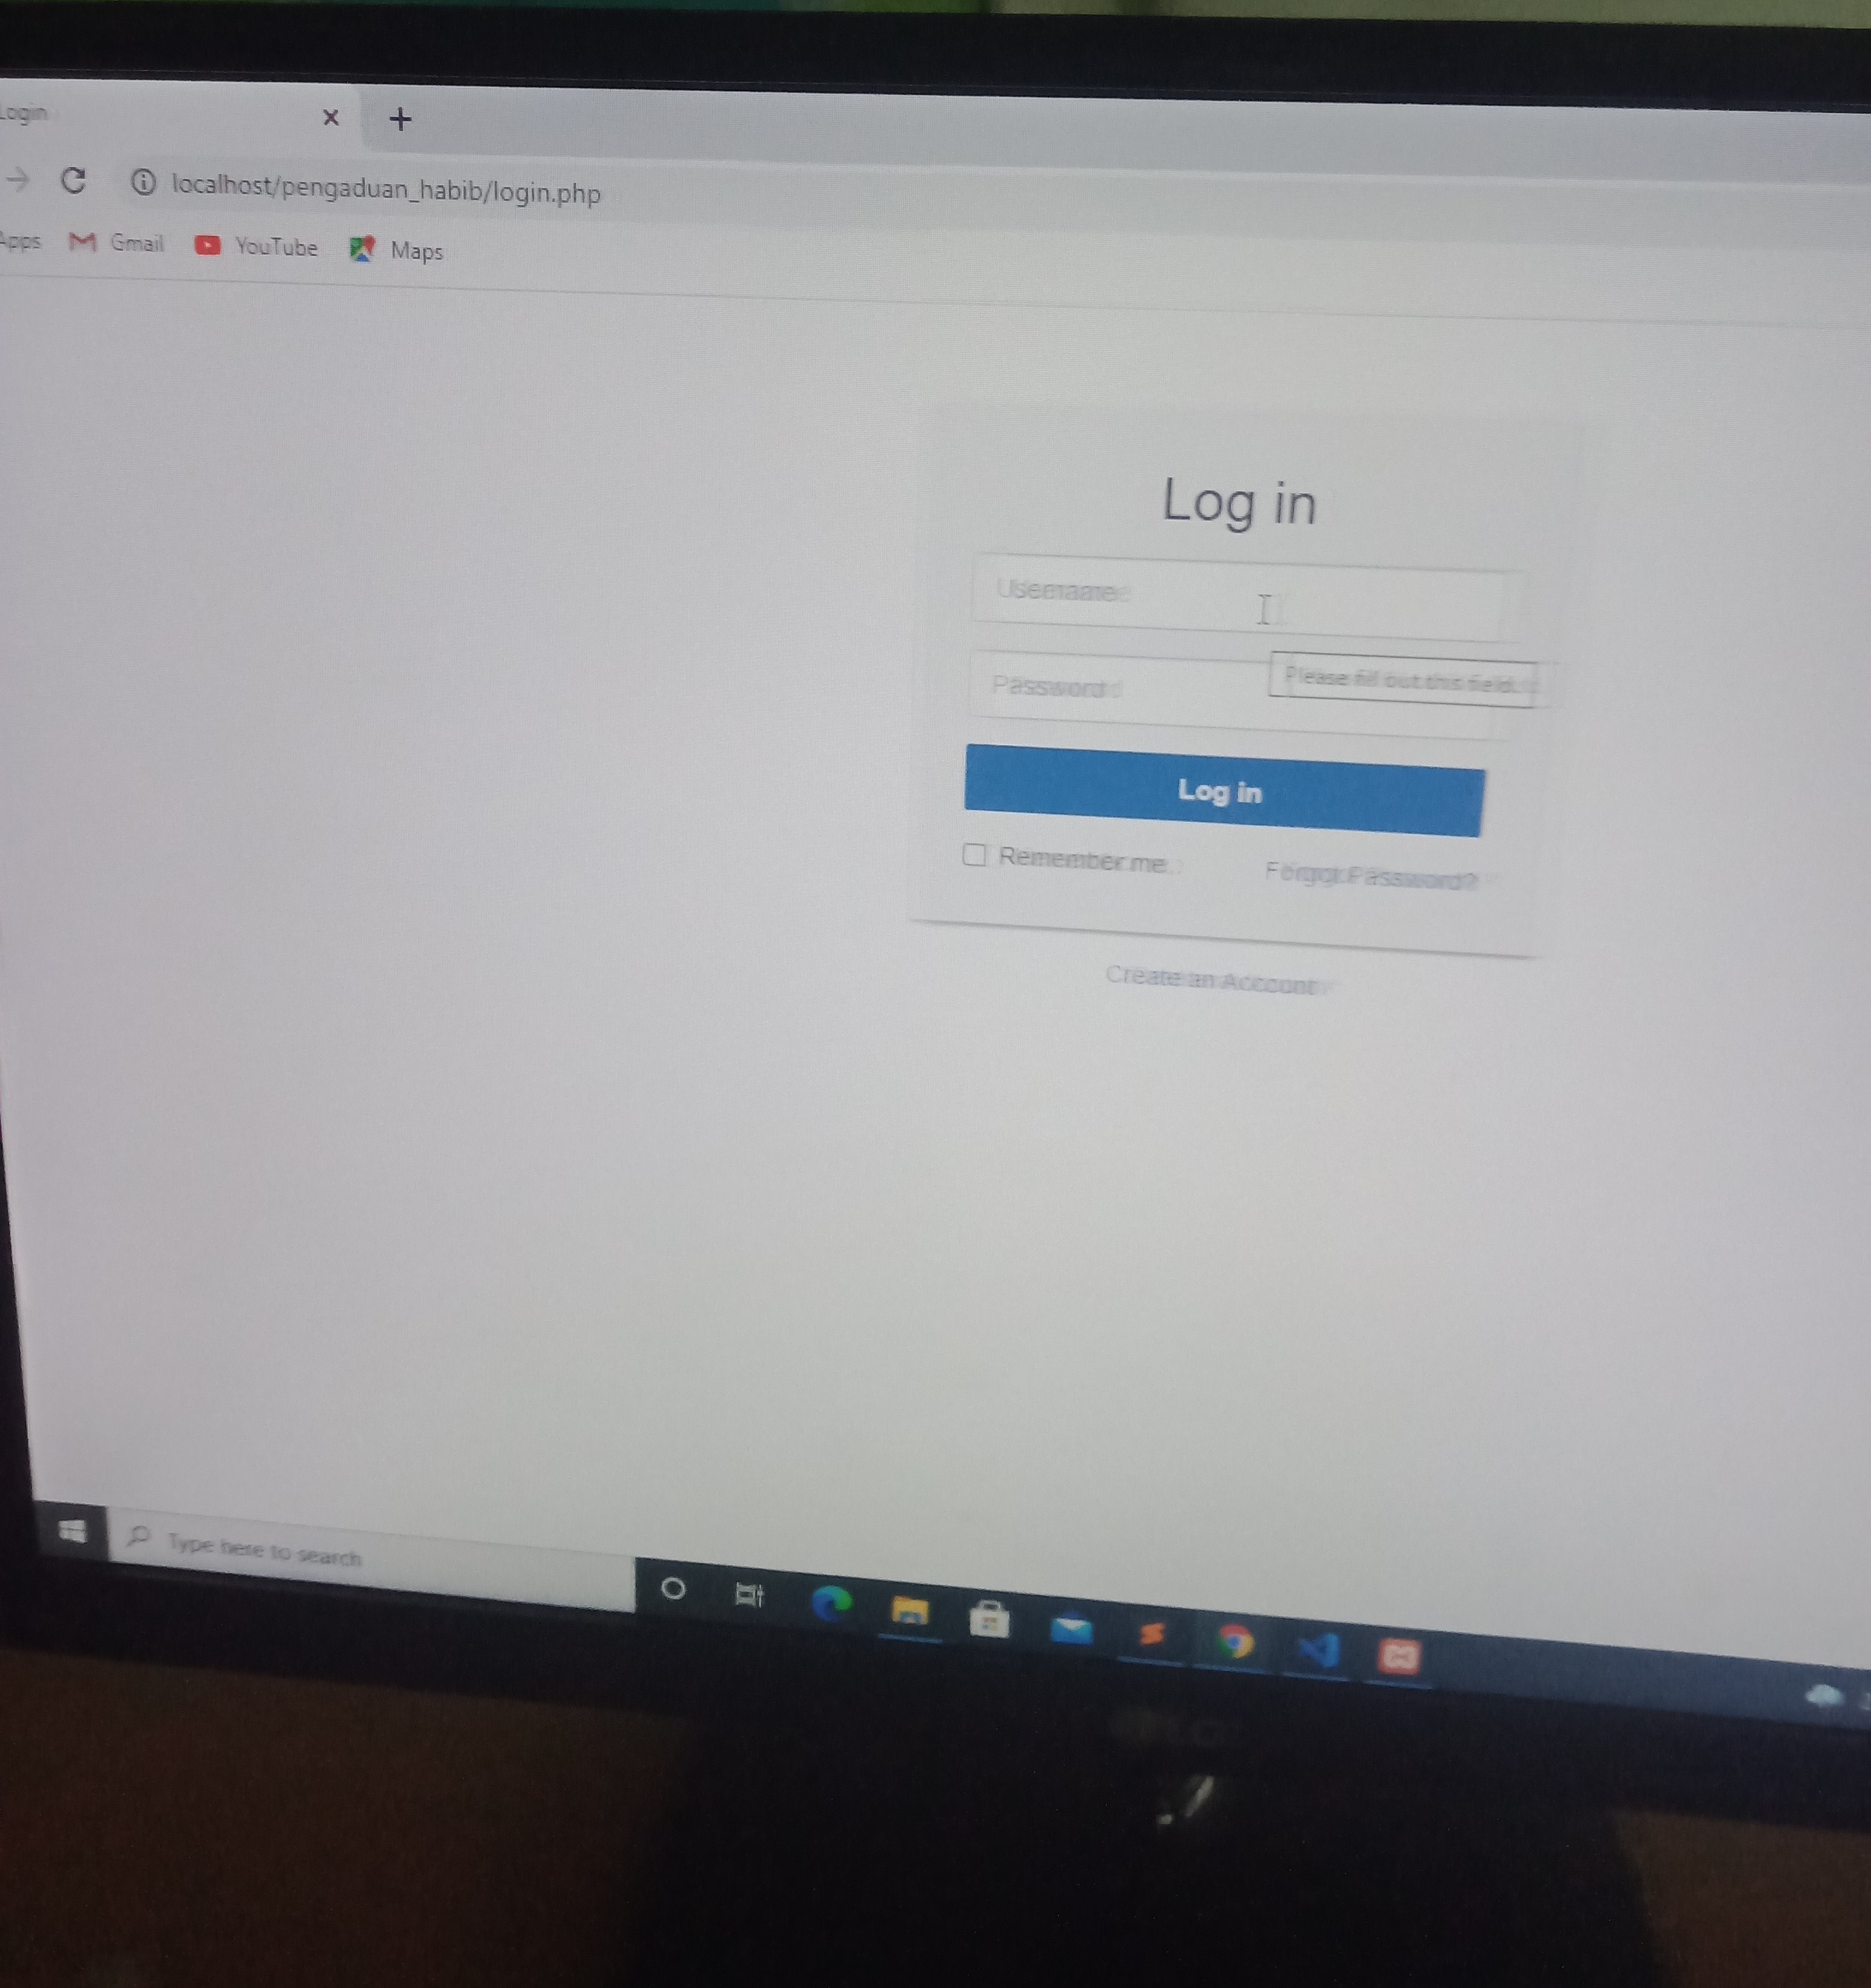 Login
localhost/pengaduan_habib/login.php
Apps Gmail YouTube Maps
Log in
Username
Password
Please fill out this field.
Log in
Remember me
Forgot Password?
Create an Account
Type here to search